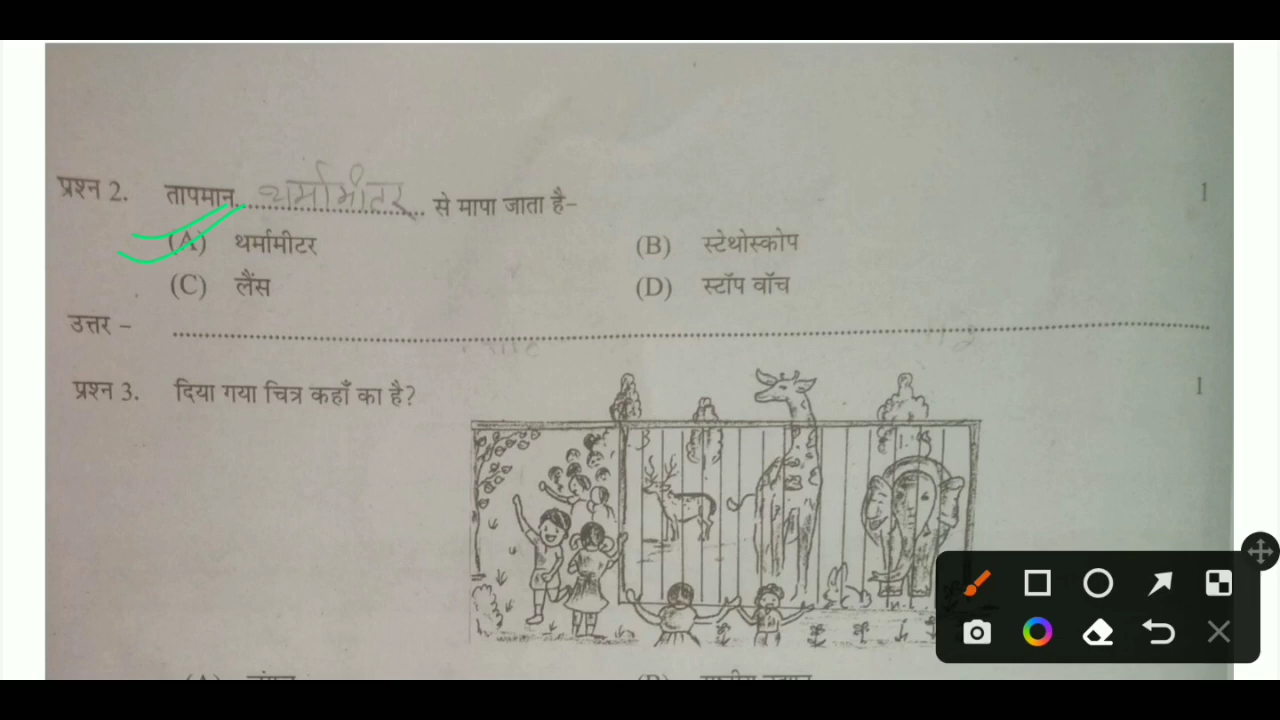 प्रश्न 2. तापमान थर्मामीटर से मापा जाता है- 1
(A) थर्मामीटर (B) स्टेथोस्कोप
(C) लैंस (D) स्टॉप वॉच
उत्तर -
प्रश्न 3. दिया गया चित्र कहाँ का है? 1